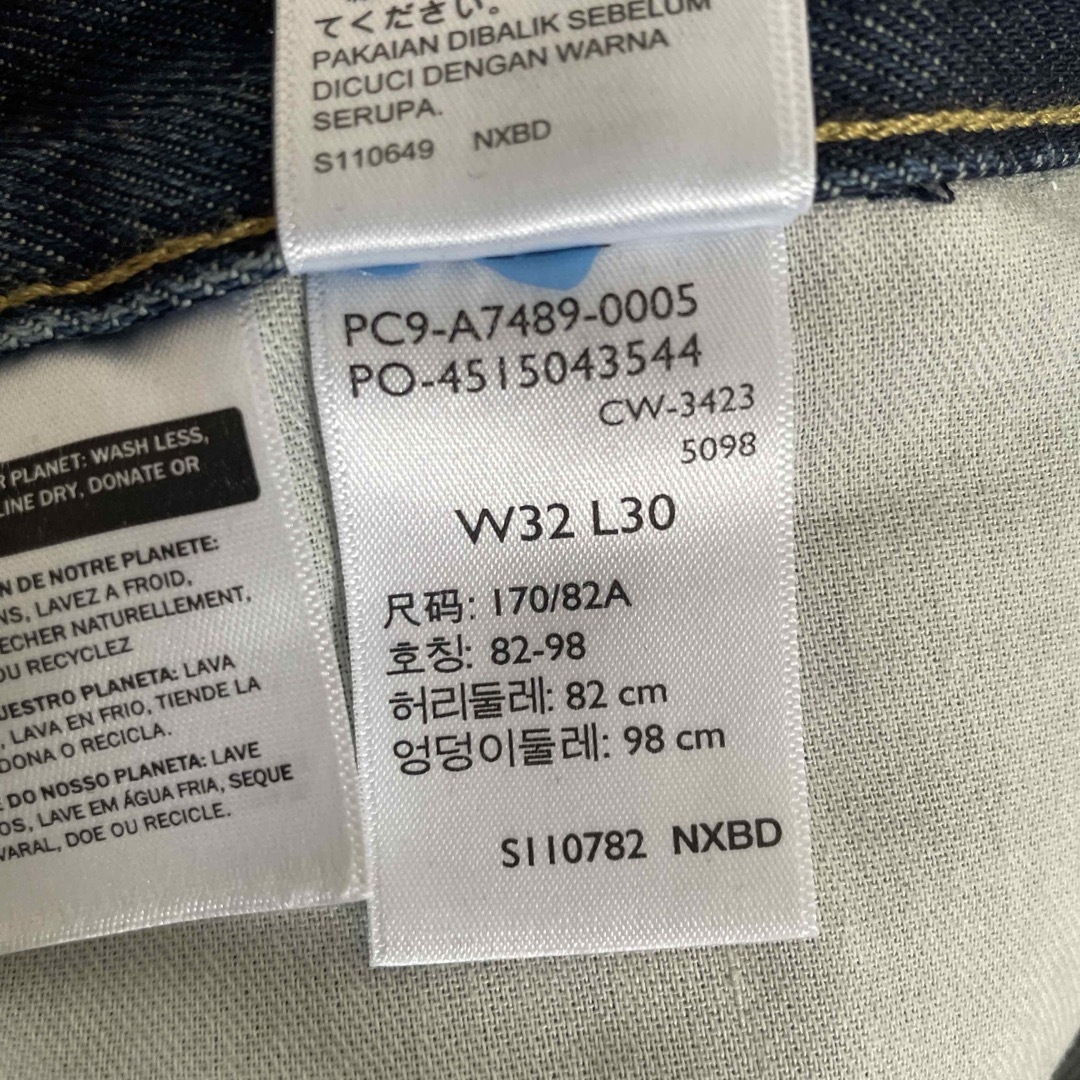 てください。
PAKAIAN DIBALIK SEBELUM
DICUCI DENGAN WARNA
SERUPA.
S110649 NXBD
PC9-A7489-0005
PO-4515043544
CW-3423
5098
W32 L30
尺码: 170/82A
호칭: 82-98
허리둘레: 82 cm
엉덩이둘레: 98 cm
S110782 NXBD
PLANET: WASH LESS,
LINE DRY, DONATE OR
DE NOTRE PLANETE:
LAVEZ A FROID,
NATURELLEMENT,
OU RECYCLEZ
PLANETA: LAVA
LAVA EN FRIO, TIENDE LA
DONA O RECICLA.
DO NOSSO PLANETA: LAVE
LAVE EM ÁGUA FRIA, SEQUE
VARAL, DOE OU RECICLE.